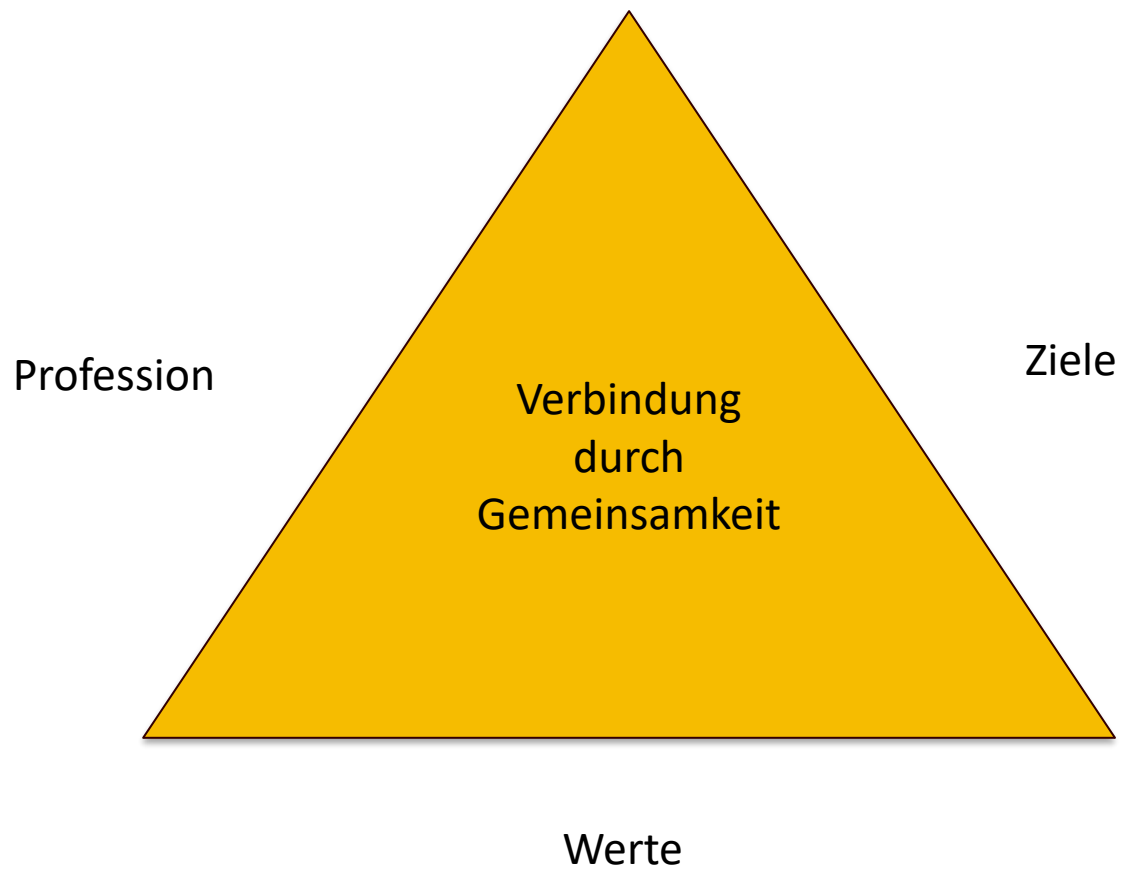 Profession
Ziele
Verbindung
durch
Gemeinsamkeit
Werte